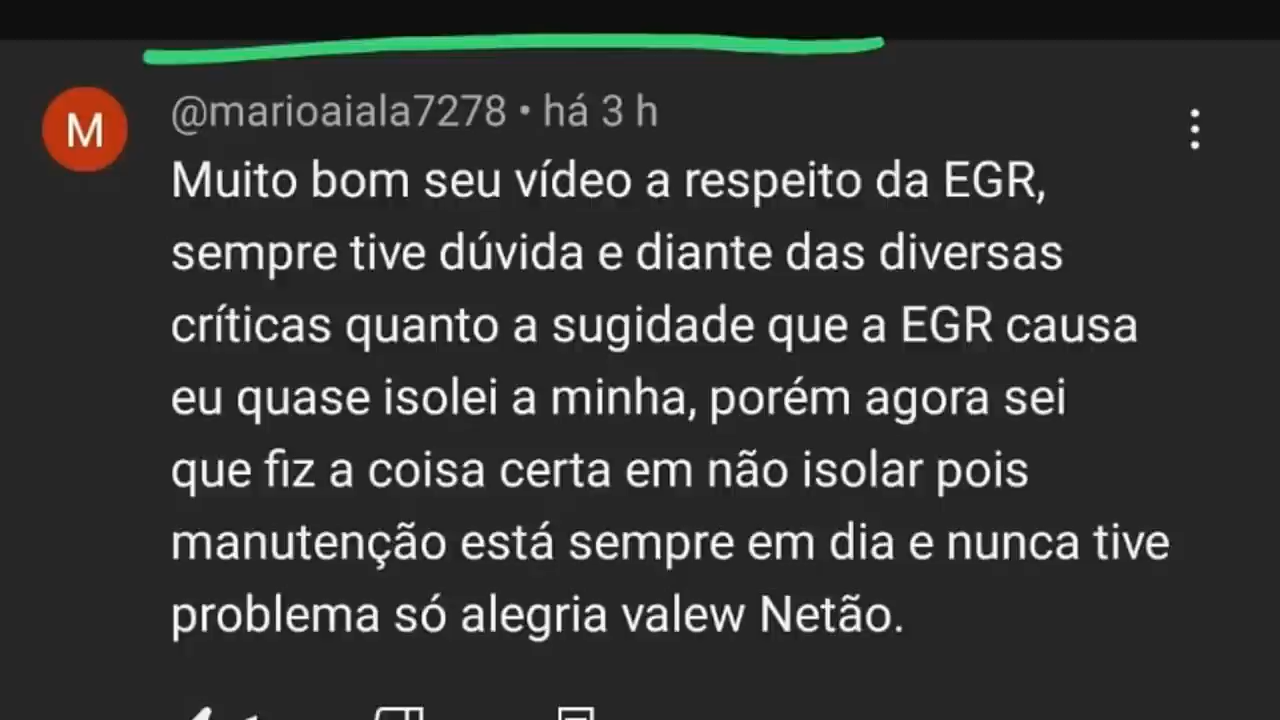 M
@marioaiala7278 • há 3 h
Muito bom seu vídeo a respeito da EGR,
sempre tive dúvida e diante das diversas
críticas quanto a sugidade que a EGR causa
eu quase isolei a minha, porém agora sei
que fiz a coisa certa em não isolar pois
manutenção está sempre em dia e nunca tive
problema só alegria valew Netão.